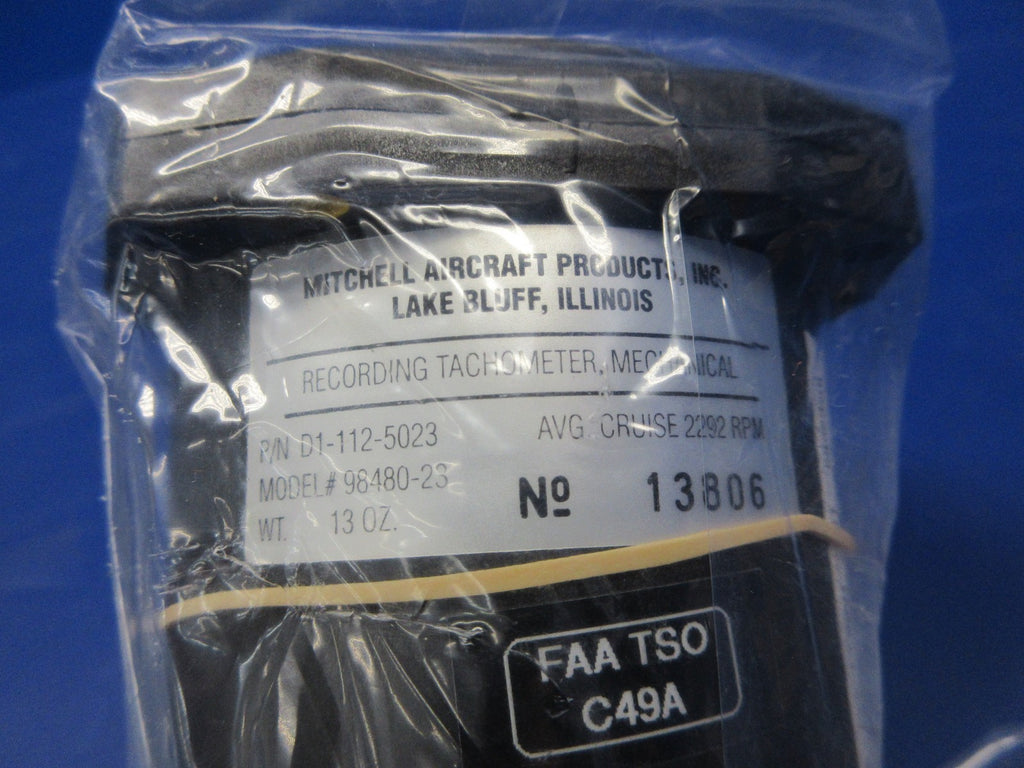 MITCHELL AIRCRAFT PRODUCTS, INC.
LAKE BLUFF, ILLINOIS
RECORDING TACHOMETER, MECHANICAL
P/N D1-112-5023
AVG. CRUISE 2292 RPM
MODEL# 98480-23
Nº 13806
WT. 13 OZ.
FAA TSO
C49A